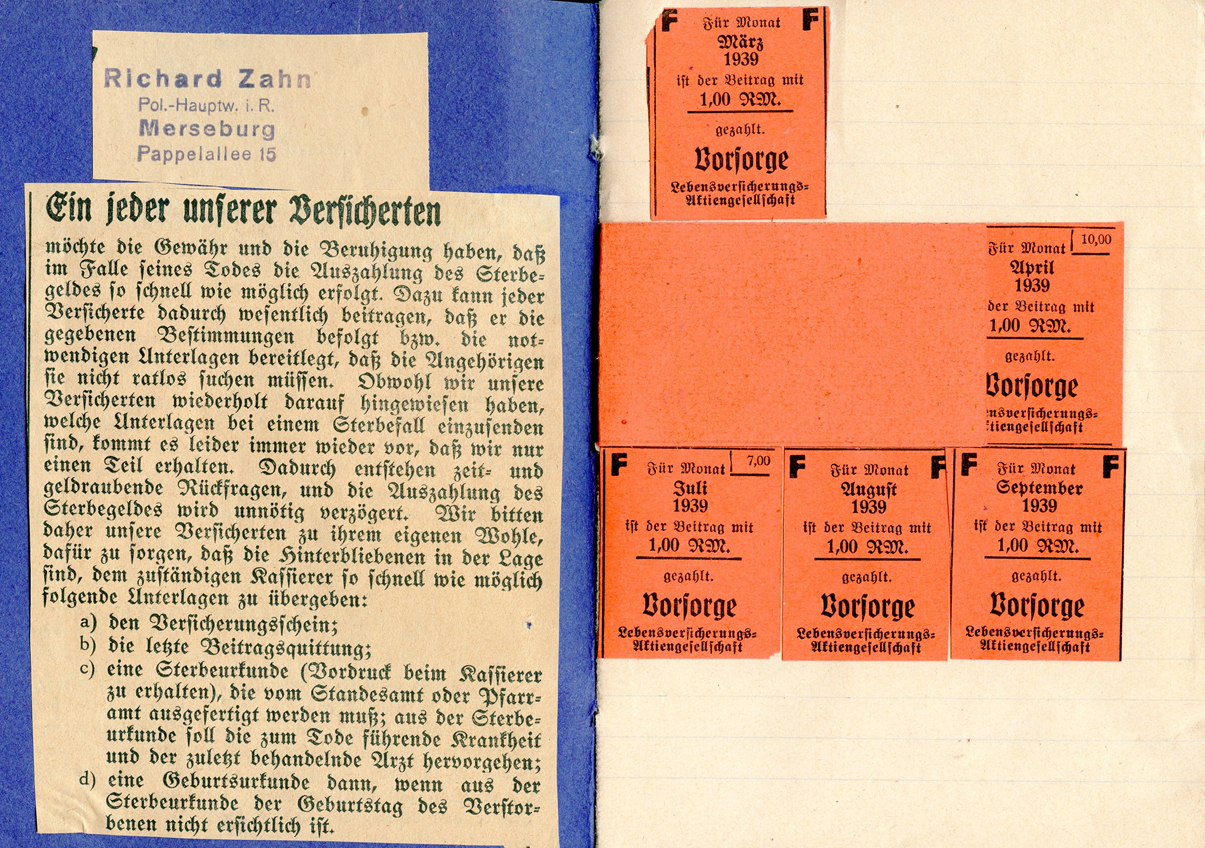 Richard Zahn
Pol.-Hauptw. i. R.
Merseburg
Pappelallee 15
Ein jeder unserer Versicherten
möchte die Gewähr und die Beruhigung haben, daß
im Falle seines Todes die Auszahlung des Sterbe-
geldes so schnell wie möglich erfolgt. Dazu kann jeder
Versicherte dadurch wesentlich beitragen, daß er die
gegebenen Bestimmungen befolgt bzw. die not-
wendigen Unterlagen bereitlegt, daß die Angehörigen
sie nicht ratlos suchen müssen. Obwohl wir unsere
Versicherten wiederholt darauf hingewiesen haben,
welche Unterlagen bei einem Sterbefall einzusenden
sind, kommt es leider immer wieder vor, daß wir nur
einen Teil erhalten. Dadurch entstehen zeit- und
geldraubende Rückfragen, und die Auszahlung des
Sterbegeldes wird unnötig verzögert. Wir bitten
daher unsere Versicherten zu ihrem eigenen Wohle,
dafür zu sorgen, daß die Hinterbliebenen in der Lage
sind, dem zuständigen Kassierer so schnell wie möglich
folgende Unterlagen zu übergeben:
a) den Versicherungsschein;
b) die letzte Beitragsquittung;
c) eine Sterbeurkunde (Vordruck beim Kassierer
zu erhalten), die vom Standesamt oder Pfarr-
amt ausgefertigt werden muß; aus der Sterbe-
urkunde soll die zum Tode führende Krankheit
und der zuletzt behandelnde Arzt hervorgehen;
d) eine Geburtsurkunde dann, wenn aus der
Sterbeurkunde der Geburtstag des Verstor-
benen nicht ersichtlich ist.
F Für Monat F
März
1939
ist der Beitrag mit
1,00 RM.
gezahlt.
Vorsorge
Lebensversicherungs-
Aktiengesellschaft
Für Monat 10,00
April
1939
der Beitrag mit
1,00 RM.
gezahlt.
Vorsorge
ensversicherungs-
tiengesellschaft
F Für Monat 7,00
Juli
1939
ist der Beitrag mit
1,00 RM.
gezahlt.
Vorsorge
Lebensversicherungs-
Aktiengesellschaft
F Für Monat F
August
1939
ist der Beitrag mit
1,00 RM.
gezahlt.
Vorsorge
Lebensversicherungs-
Aktiengesellschaft
F Für Monat F
September
1939
ist der Beitrag mit
1,00 RM.
gezahlt.
Vorsorge
Lebensversicherungs-
Aktiengesellschaft